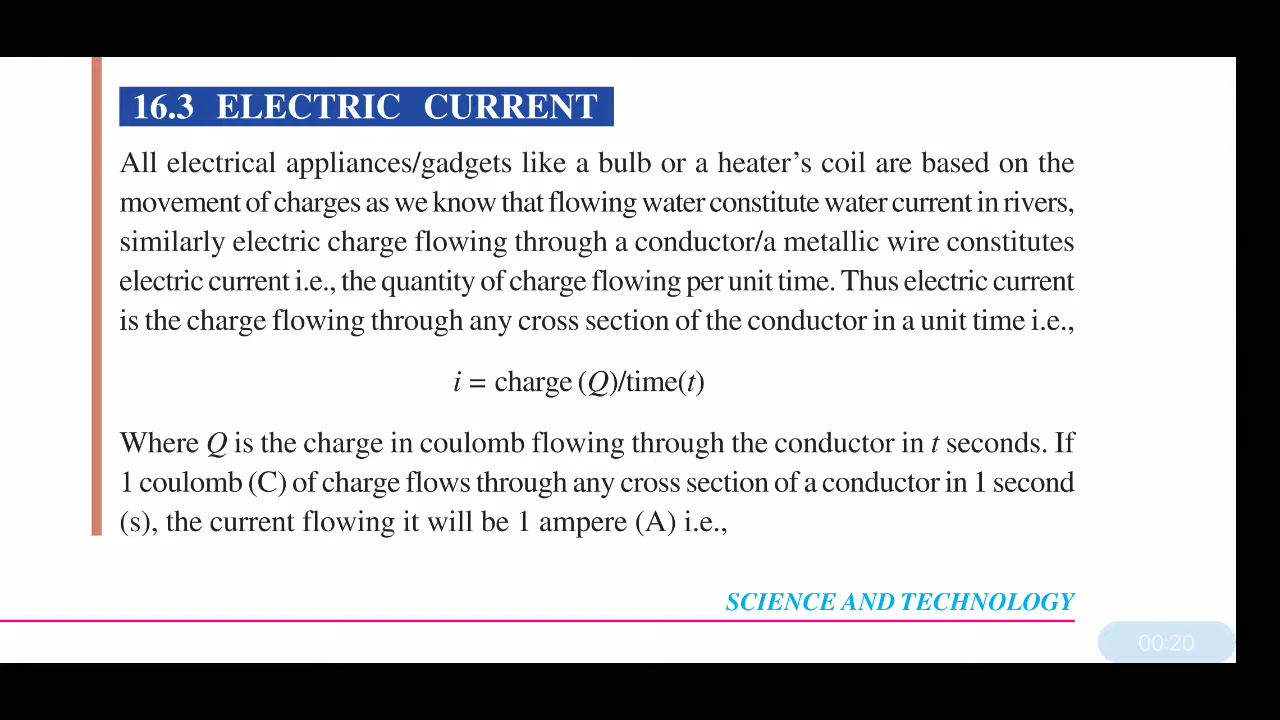 16.3 ELECTRIC CURRENT
All electrical appliances/gadgets like a bulb or a heater’s coil are based on the
movement of charges as we know that flowing water constitute water current in rivers,
similarly electric charge flowing through a conductor/a metallic wire constitutes
electric current i.e., the quantity of charge flowing per unit time. Thus electric current
is the charge flowing through any cross section of the conductor in a unit time i.e.,
i = charge (Q)/time(t)
Where Q is the charge in coulomb flowing through the conductor in t seconds. If
1 coulomb (C) of charge flows through any cross section of a conductor in 1 second
(s), the current flowing it will be 1 ampere (A) i.e.,
SCIENCE AND TECHNOLOGY
00:20